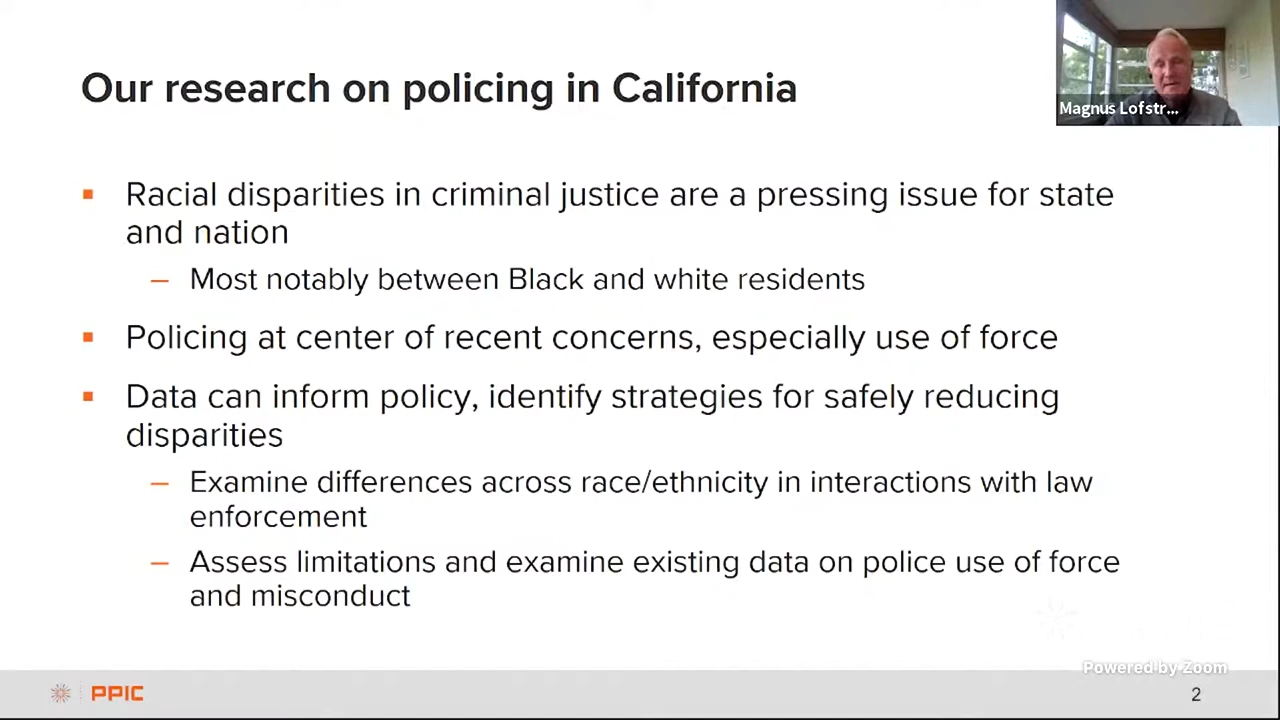 Our research on policing in California
Magnus Lofstr...
▪ Racial disparities in criminal justice are a pressing issue for state
and nation
– Most notably between Black and white residents
▪ Policing at center of recent concerns, especially use of force
▪ Data can inform policy, identify strategies for safely reducing
disparities
– Examine differences across race/ethnicity in interactions with law
enforcement
– Assess limitations and examine existing data on police use of force
and misconduct
Powered by Zoom
PPIC
2